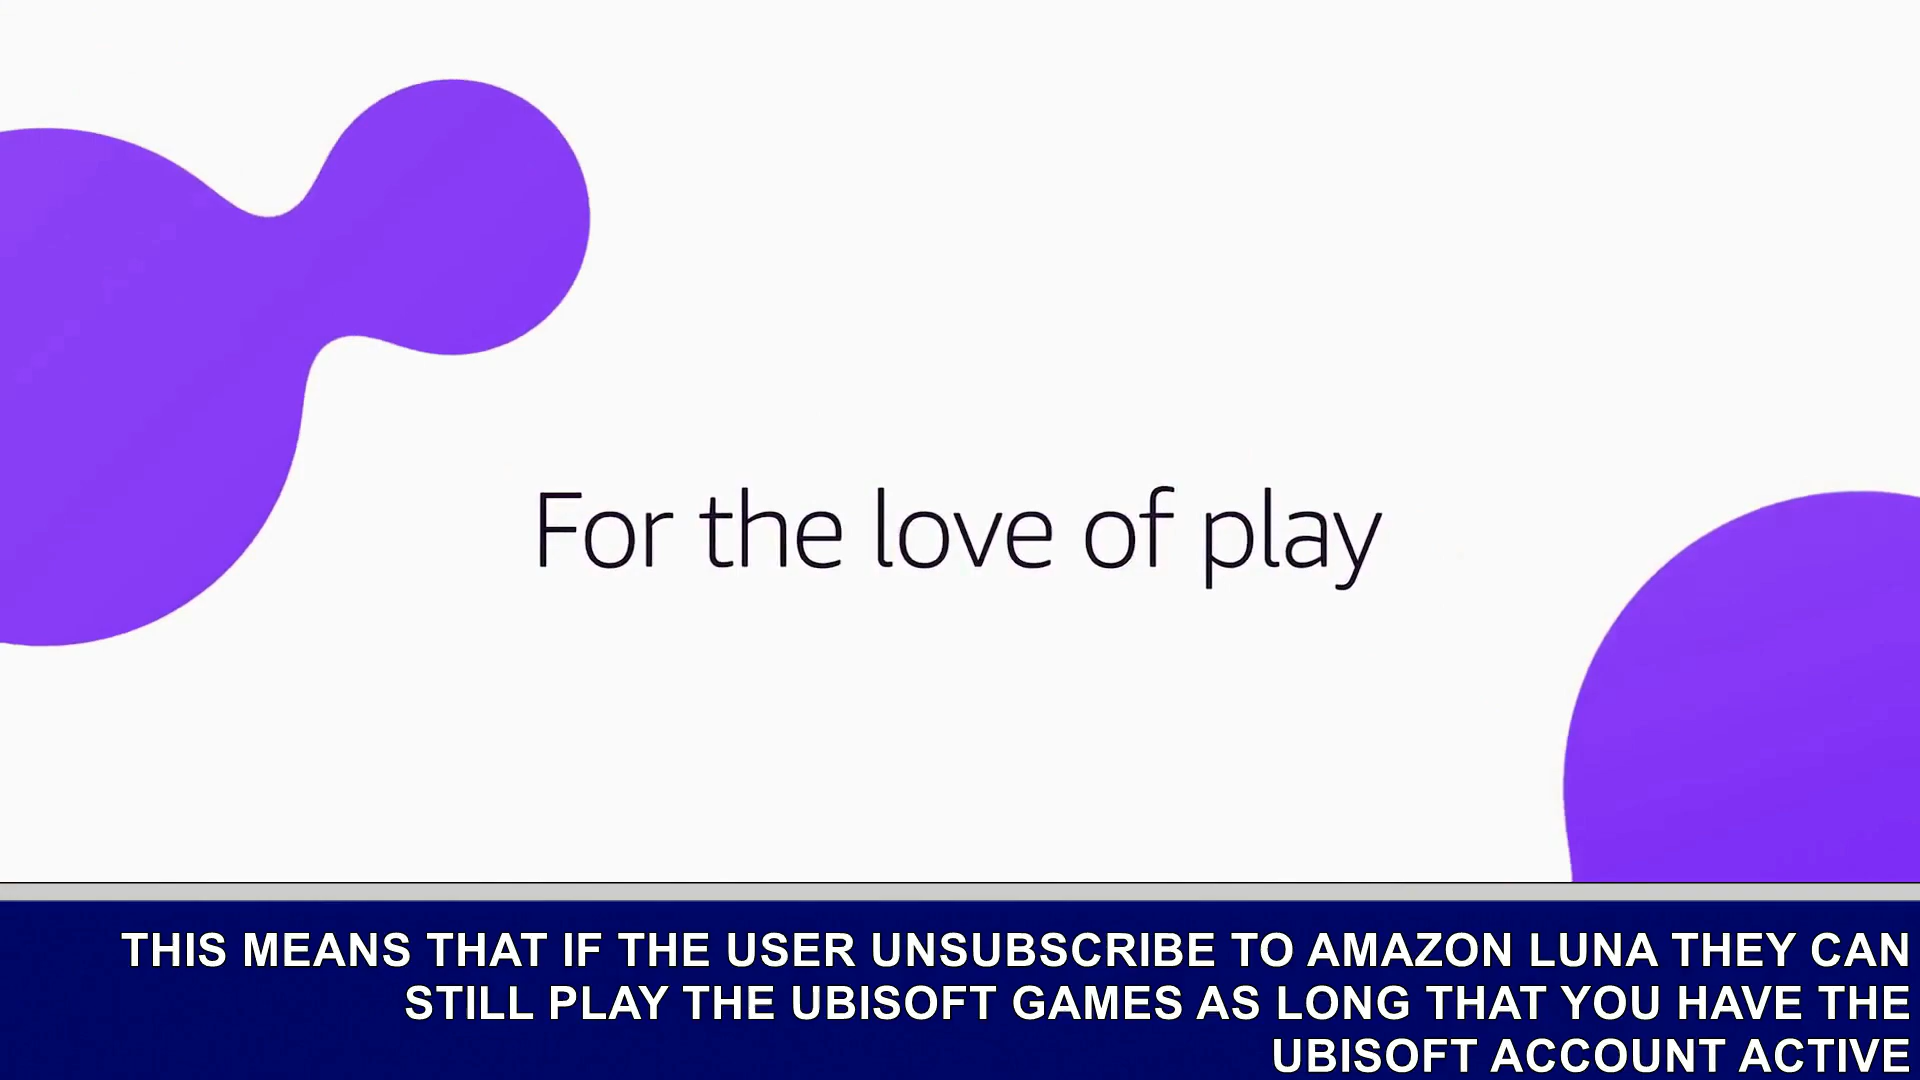 For the love of play
THIS MEANS THAT IF THE USER UNSUBSCRIBE TO AMAZON LUNA THEY CAN
STILL PLAY THE UBISOFT GAMES AS LONG THAT YOU HAVE THE
UBISOFT ACCOUNT ACTIVE